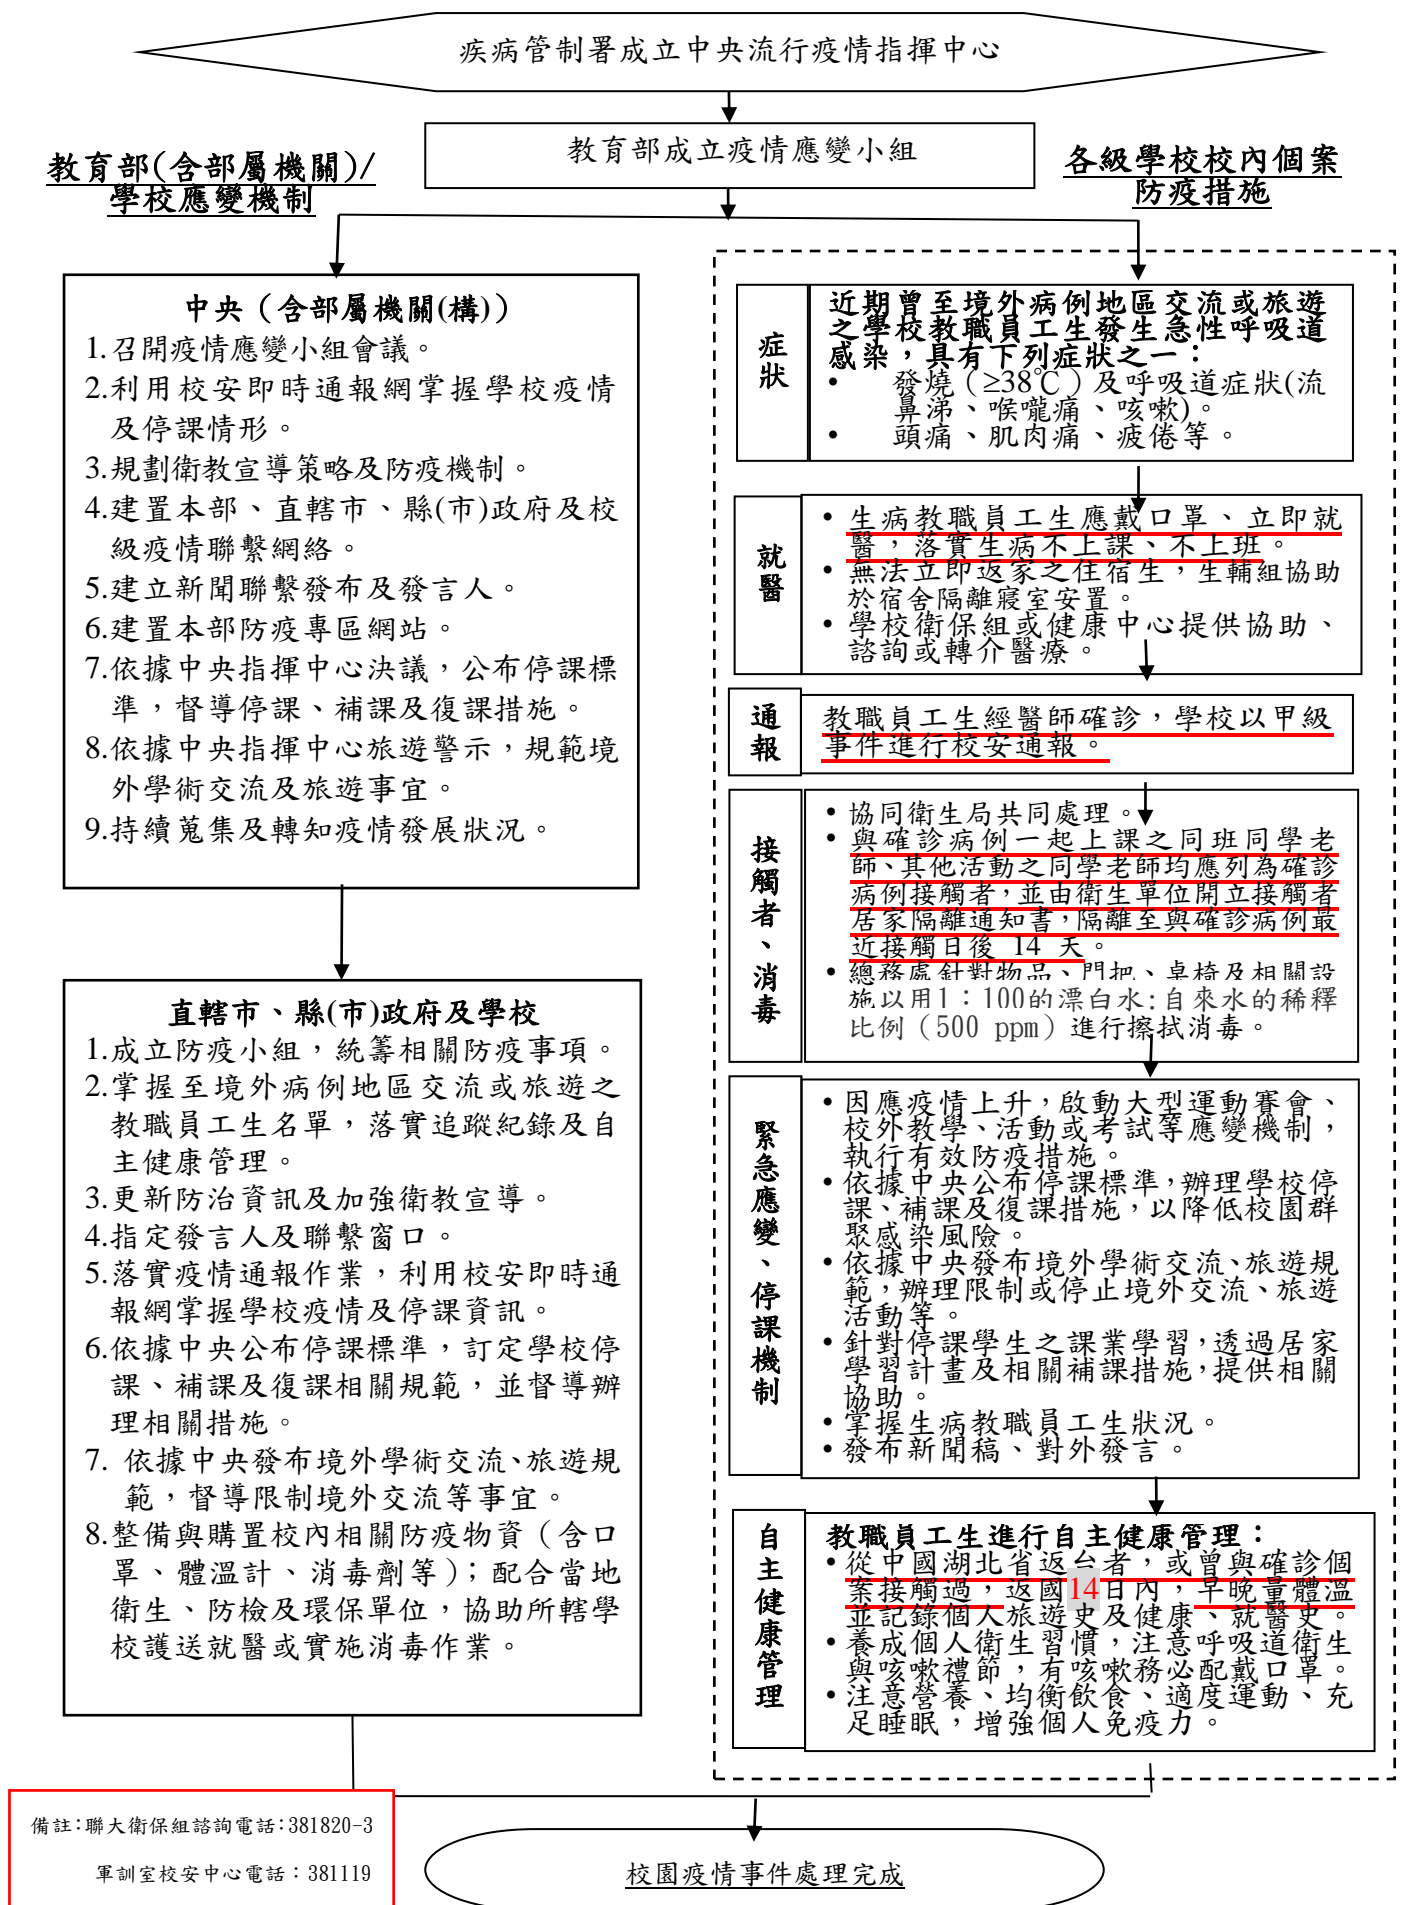 疾病管制署成立中央流行疫情指揮中心
教育部成立疫情應變小組
教育部(含部屬機關)/
學校應變機制
各級學校校內個案
防疫措施
中央（含部屬機關(構)）
1.召開疫情應變小組會議。
2.利用校安即時通報網掌握學校疫情
及停課情形。
3.規劃衛教宣導策略及防疫機制。
4.建置本部、直轄市、縣(市)政府及校
級疫情聯繫網絡。
5.建立新聞聯繫發布及發言人。
6.建置本部防疫專區網站。
7.依據中央指揮中心決議，公布停課標
準，督導停課、補課及復課措施。
8.依據中央指揮中心旅遊警示，規範境
外學術交流及旅遊事宜。
9.持續蒐集及轉知疫情發展狀況。
直轄市、縣(市)政府及學校
1.成立防疫小組，統籌相關防疫事項。
2.掌握至境外病例地區交流或旅遊之
教職員工生名單，落實追蹤紀錄及自
主健康管理。
3.更新防治資訊及加強衛教宣導。
4.指定發言人及聯繫窗口。
5.落實疫情通報作業，利用校安即時通
報網掌握學校疫情及停課資訊。
6.依據中央公布停課標準，訂定學校停
課、補課及復課相關規範，並督導辦
理相關措施。
7. 依據中央發布境外學術交流、旅遊規
範，督導限制境外交流等事宜。
8.整備與購置校內相關防疫物資（含口
罩、體溫計、消毒劑等）；配合當地
衛生、防檢及環保單位，協助所轄學
校護送就醫或實施消毒作業。
症狀
近期曾至境外病例地區交流或旅遊
之學校教職員工生發生急性呼吸道
感染，具有下列症狀之一：
• 發燒（≥38℃）及呼吸道症狀(流
鼻涕、喉嚨痛、咳嗽)。
• 頭痛、肌肉痛、疲倦等。
就醫
• 生病教職員工生應戴口罩、立即就
醫，落實生病不上課、不上班。
• 無法立即返家之住宿生，生輔組協助
於宿舍隔離寢室安置。
• 學校衛保組或健康中心提供協助、
諮詢或轉介醫療。
通報
教職員工生經醫師確診，學校以甲級
事件進行校安通報。
接觸者、消毒
• 協同衛生局共同處理。
• 與確診病例一起上課之同班同學老
師、其他活動之同學老師均應列為確診
病例接觸者，並由衛生單位開立接觸者
居家隔離通知書，隔離至與確診病例最
近接觸日後 14 天。
• 總務處針對物品、門把、桌椅及相關設
施以用1：100的漂白水:自來水的稀釋
比例（500 ppm）進行擦拭消毒。
緊急應變、停課機制
• 因應疫情上升，啟動大型運動賽會、
校外教學、活動或考試等應變機制，
執行有效防疫措施。
• 依據中央公布停課標準，辦理學校停
課、補課及復課措施，以降低校園群
聚感染風險。
• 依據中央發布境外學術交流、旅遊規
範，辦理限制或停止境外交流、旅遊
活動等。
• 針對停課學生之課業學習，透過居家
學習計畫及相關補課措施，提供相關
協助。
• 掌握生病教職員工生狀況。
• 發布新聞稿、對外發言。
自主健康管理
教職員工生進行自主健康管理：
• 從中國湖北省返台者，或曾與確診個
案接觸過，返國14日內，早晚量體溫
並記錄個人旅遊史及健康、就醫史。
• 養成個人衛生習慣，注意呼吸道衛生
與咳嗽禮節，有咳嗽務必配戴口罩。
• 注意營養、均衡飲食、適度運動、充
足睡眠，增強個人免疫力。
備註:聯大衛保組諮詢電話:381820-3
軍訓室校安中心電話：381119
校園疫情事件處理完成